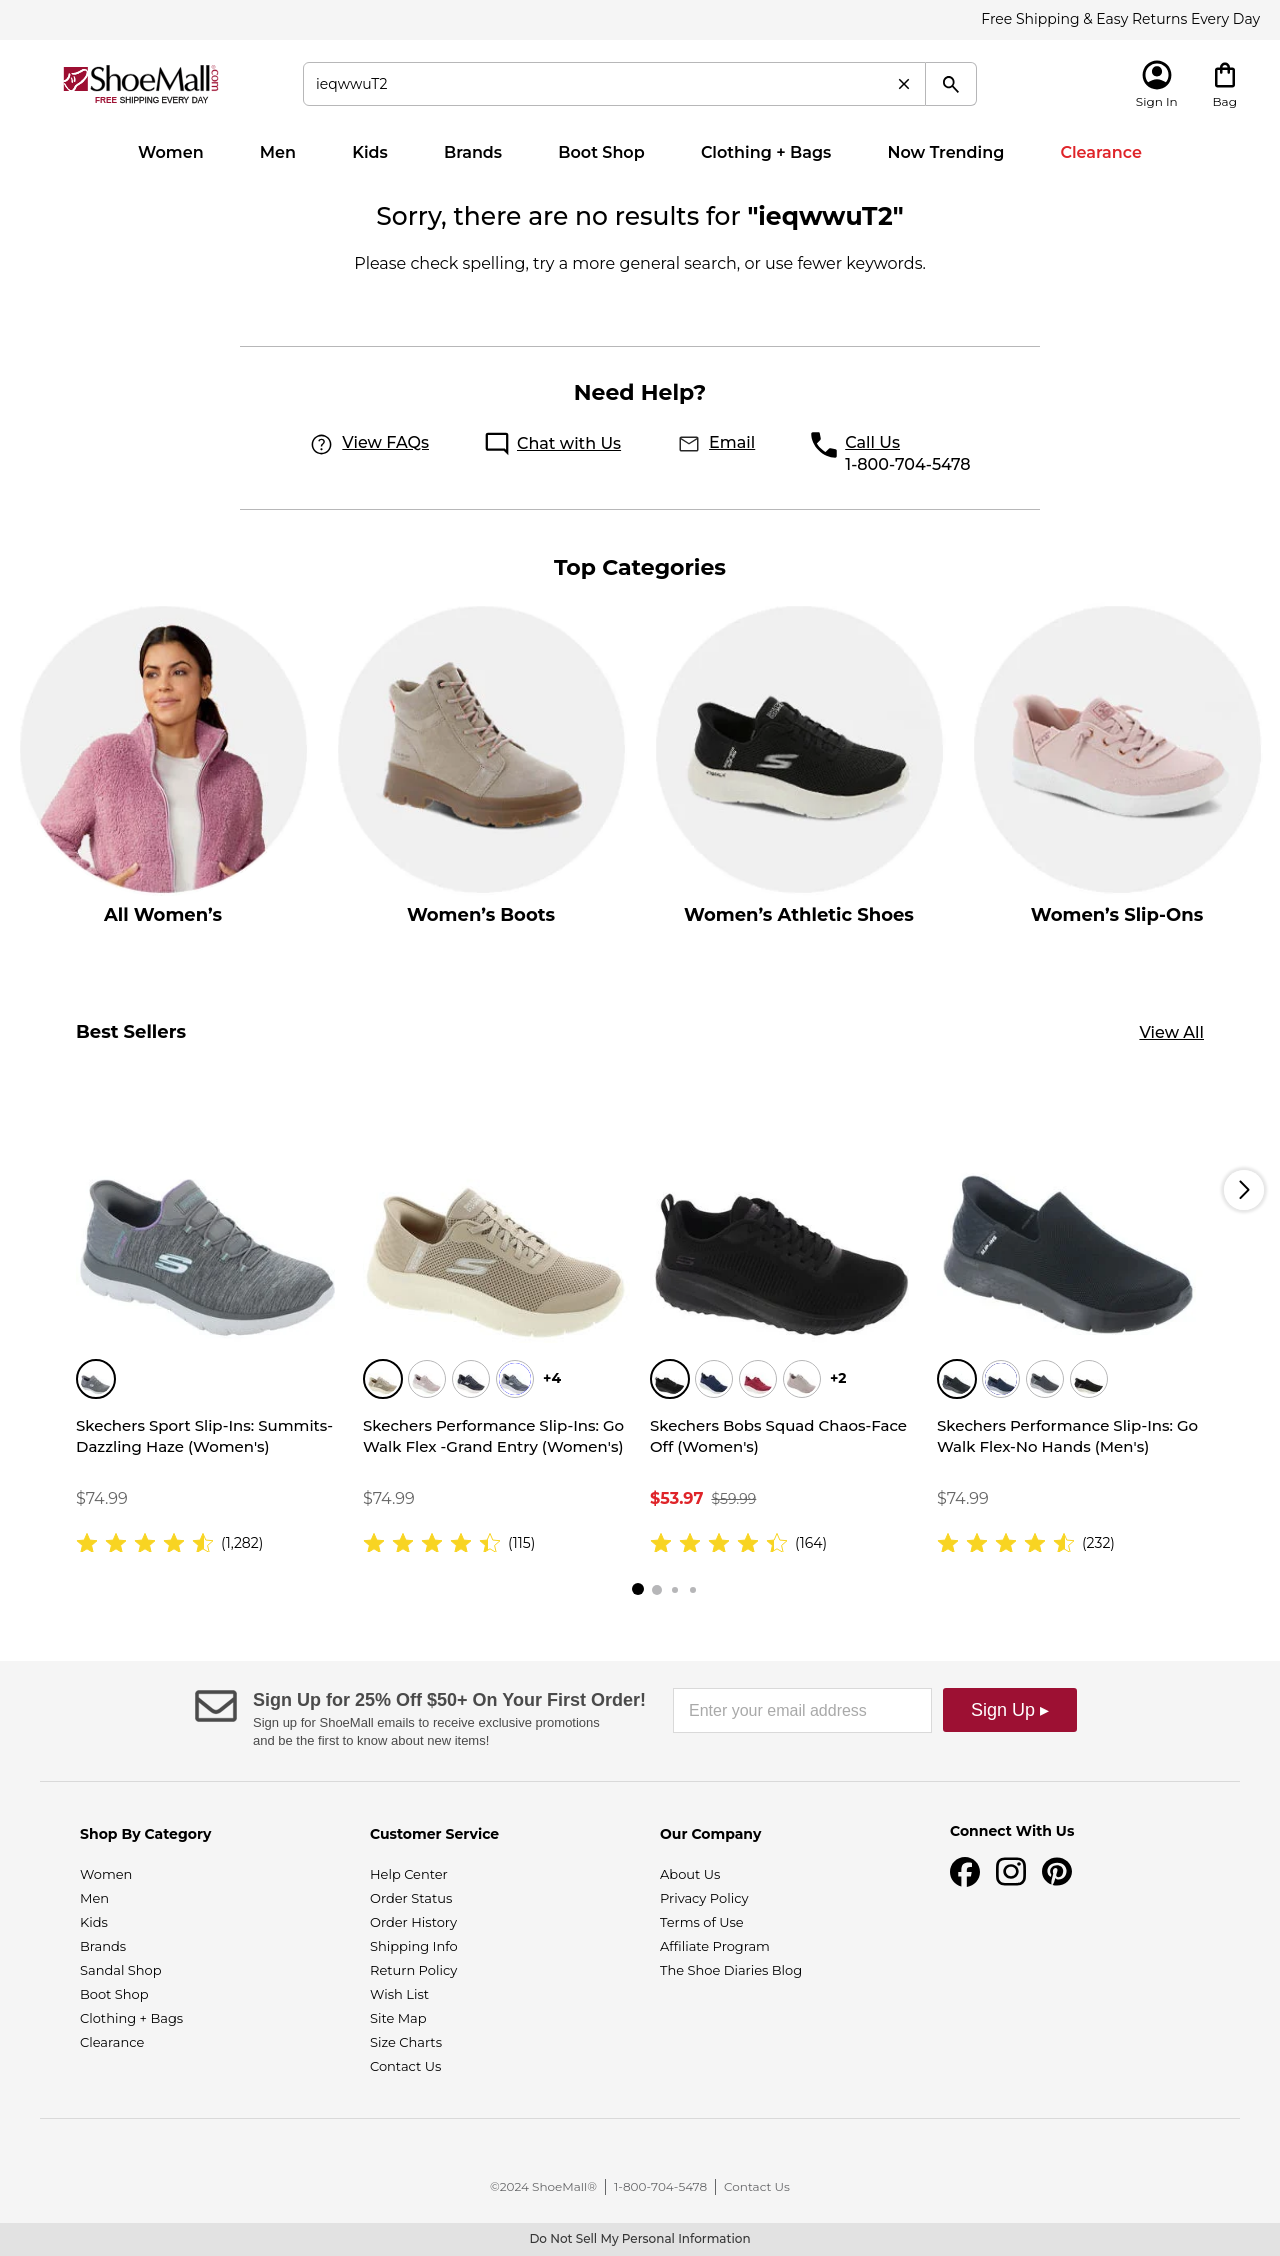 Free Shipping & Easy Returns Every Day
ShoeMall.com
FREE SHIPPING EVERY DAY
ieqwwuT2
Sign In
Bag
Women Men Kids Brands Boot Shop Clothing + Bags Now Trending Clearance
Sorry, there are no results for "ieqwwuT2"
Please check spelling, try a more general search, or use fewer keywords.
Need Help?
View FAQs Chat with Us Email Call Us
1-800-704-5478
Top Categories
All Women’s Women’s Boots Women’s Athletic Shoes Women’s Slip-Ons
Best Sellers View All
+4 +2
Skechers Sport Slip-Ins: Summits-
Dazzling Haze (Women's)
$74.99
(1,282)
Skechers Performance Slip-Ins: Go
Walk Flex -Grand Entry (Women's)
$74.99
(115)
Skechers Bobs Squad Chaos-Face
Off (Women's)
$53.97 $59.99
(164)
Skechers Performance Slip-Ins: Go
Walk Flex-No Hands (Men's)
$74.99
(232)
Sign Up for 25% Off $50+ On Your First Order!
Sign up for ShoeMall emails to receive exclusive promotions
and be the first to know about new items!
Enter your email address
Sign Up ▸
Shop By Category
Women
Men
Kids
Brands
Sandal Shop
Boot Shop
Clothing + Bags
Clearance
Customer Service
Help Center
Order Status
Order History
Shipping Info
Return Policy
Wish List
Site Map
Size Charts
Contact Us
Our Company
About Us
Privacy Policy
Terms of Use
Affiliate Program
The Shoe Diaries Blog
Connect With Us
©2024 ShoeMall® 1-800-704-5478 Contact Us
Do Not Sell My Personal Information